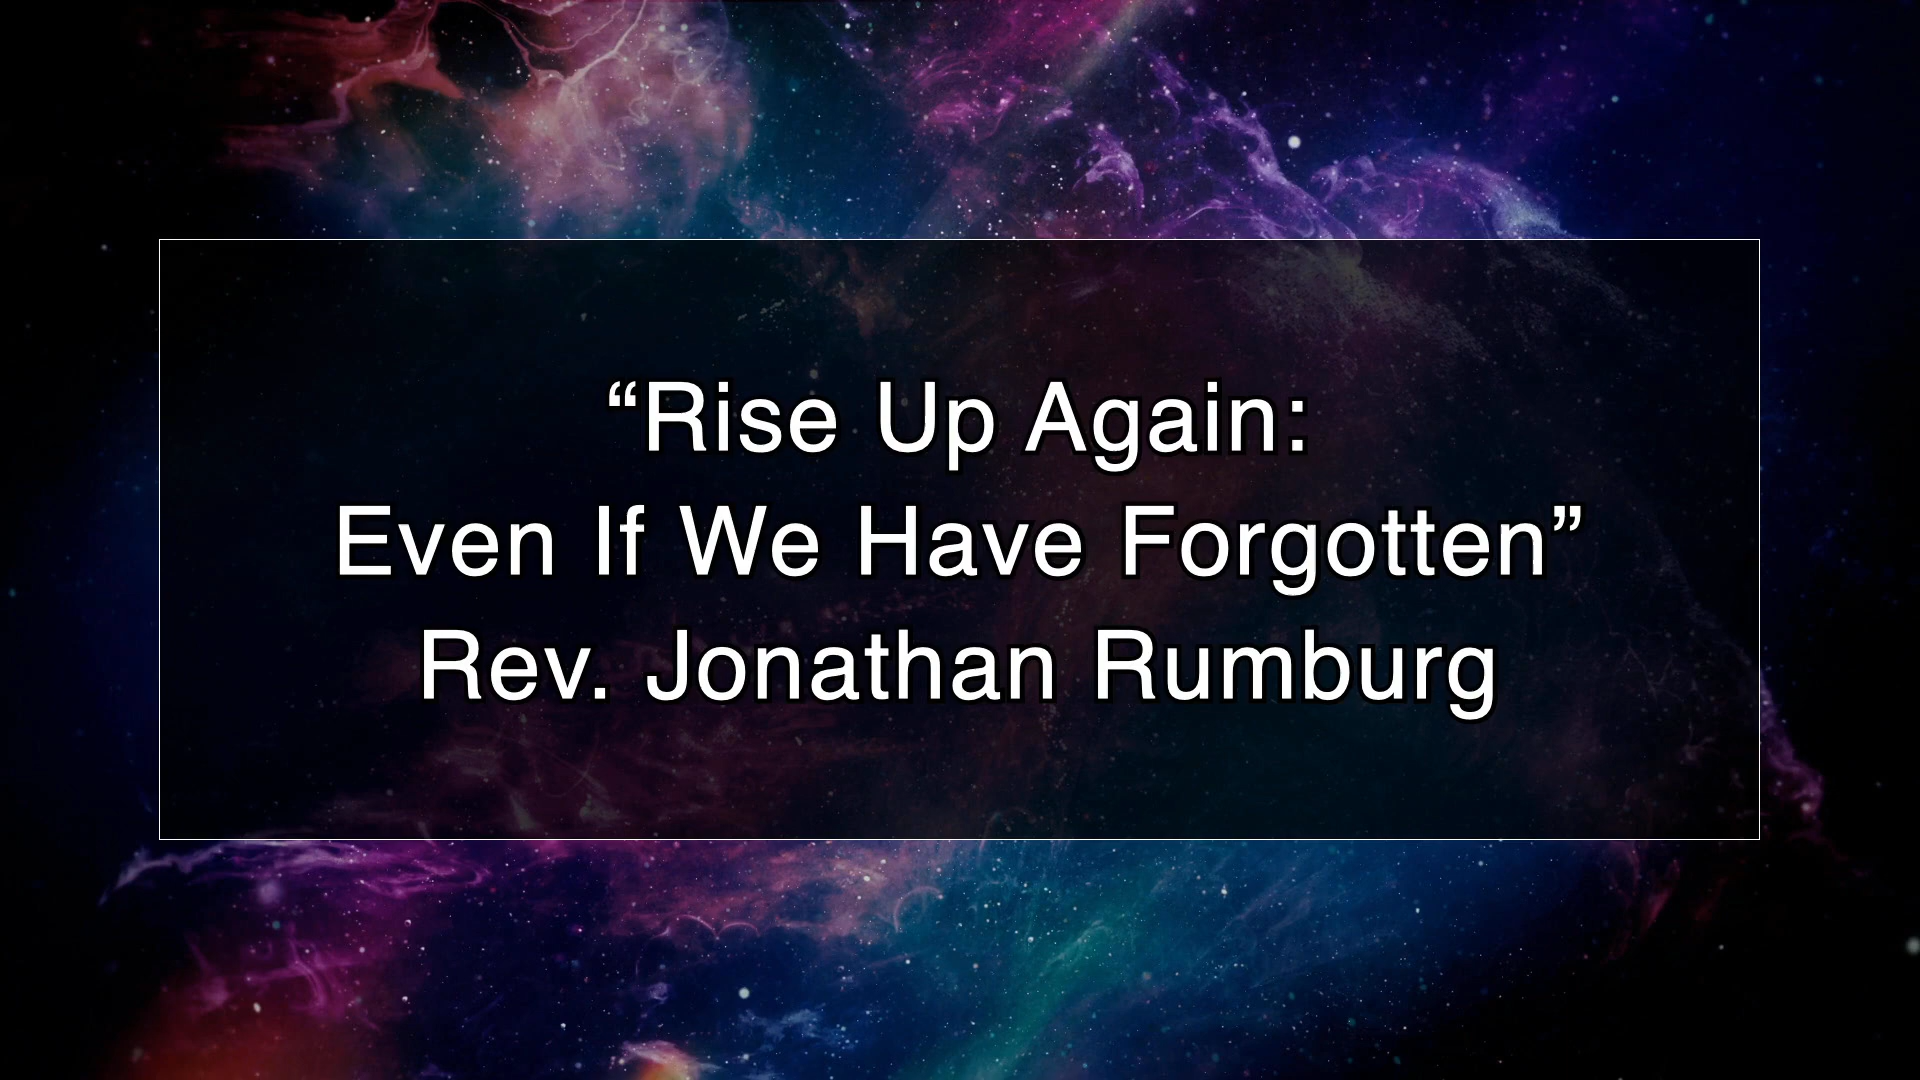 “Rise Up Again:
Even If We Have Forgotten”
Rev. Jonathan Rumburg